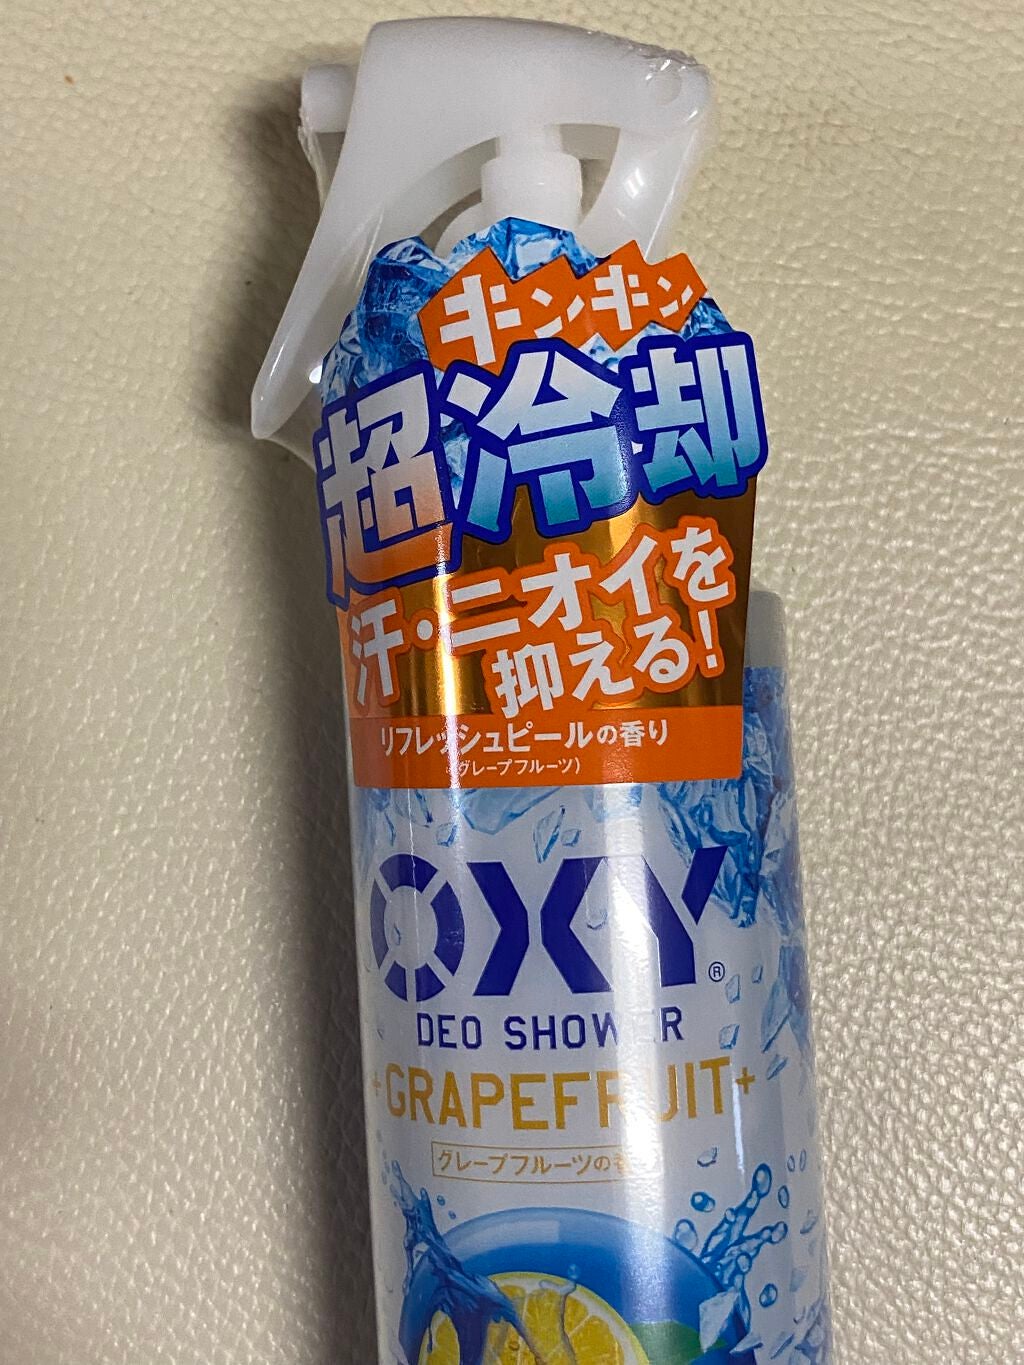 キンキン
超冷却
汗・ニオイを
抑える！
リフレッシュピールの香り
(グレープフルーツ)
OXY®
DEO SHOWER
+GRAPEFRUIT+
グレープフルーツの香